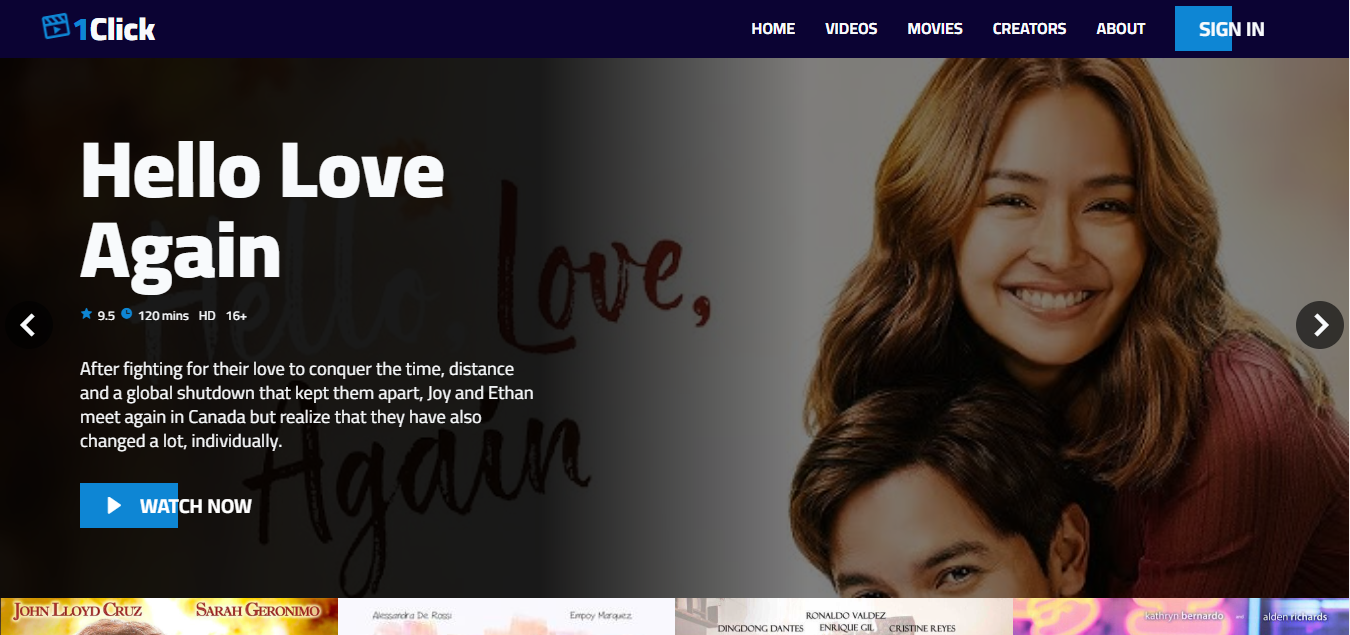 1Click
HOME VIDEOS MOVIES CREATORS ABOUT SIGN IN
Hello Love
Again
Hello, Love,
Again
9.5 120 mins HD 16+
After fighting for their love to conquer the time, distance
and a global shutdown that kept them apart, Joy and Ethan
meet again in Canada but realize that they have also
changed a lot, individually.
WATCH NOW
JOHN LLOYD CRUZ SARAH GERONIMO
Alessandra De Rossi Empoy Marquez
RONALDO VALDEZ
DINGDONG DANTES ENRIQUE GIL CRISTINE REYES
kathryn bernardo and alden richards